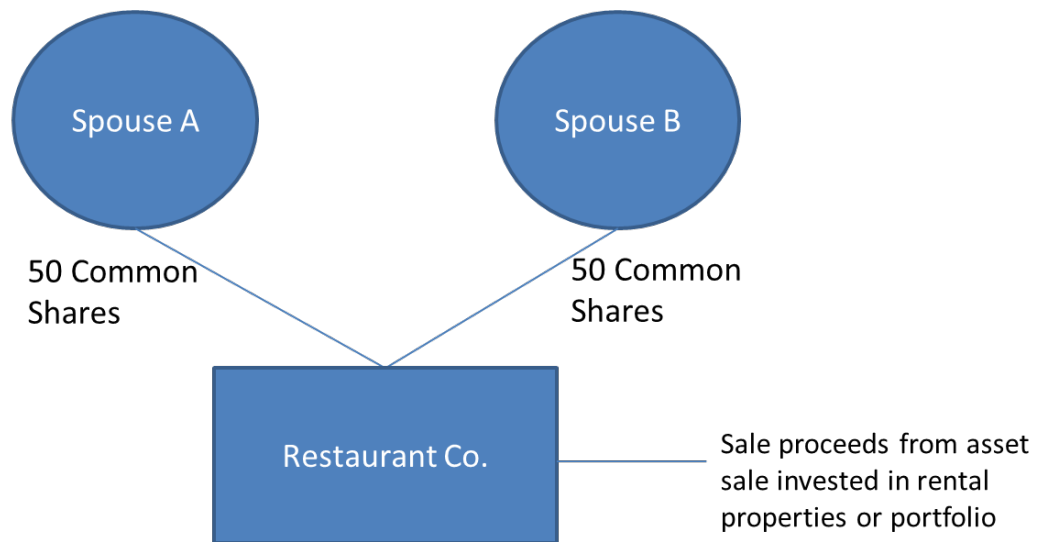 Spouse A
Spouse B
50 Common
Shares
50 Common
Shares
Restaurant Co.
Sale proceeds from asset
sale invested in rental
properties or portfolio